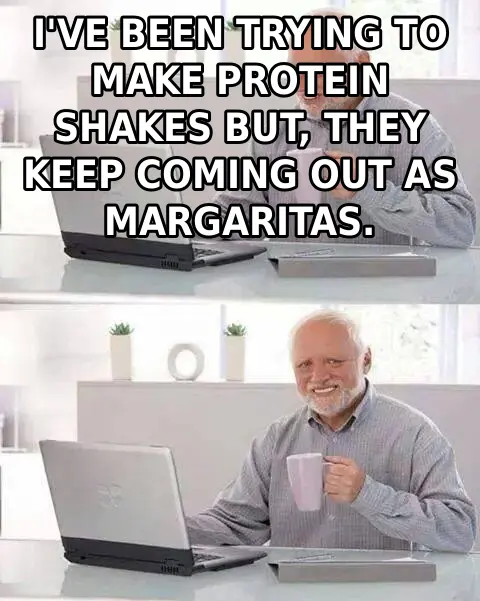 I'VE BEEN TRYING TO
MAKE PROTEIN
SHAKES BUT, THEY
KEEP COMING OUT AS
MARGARITAS.